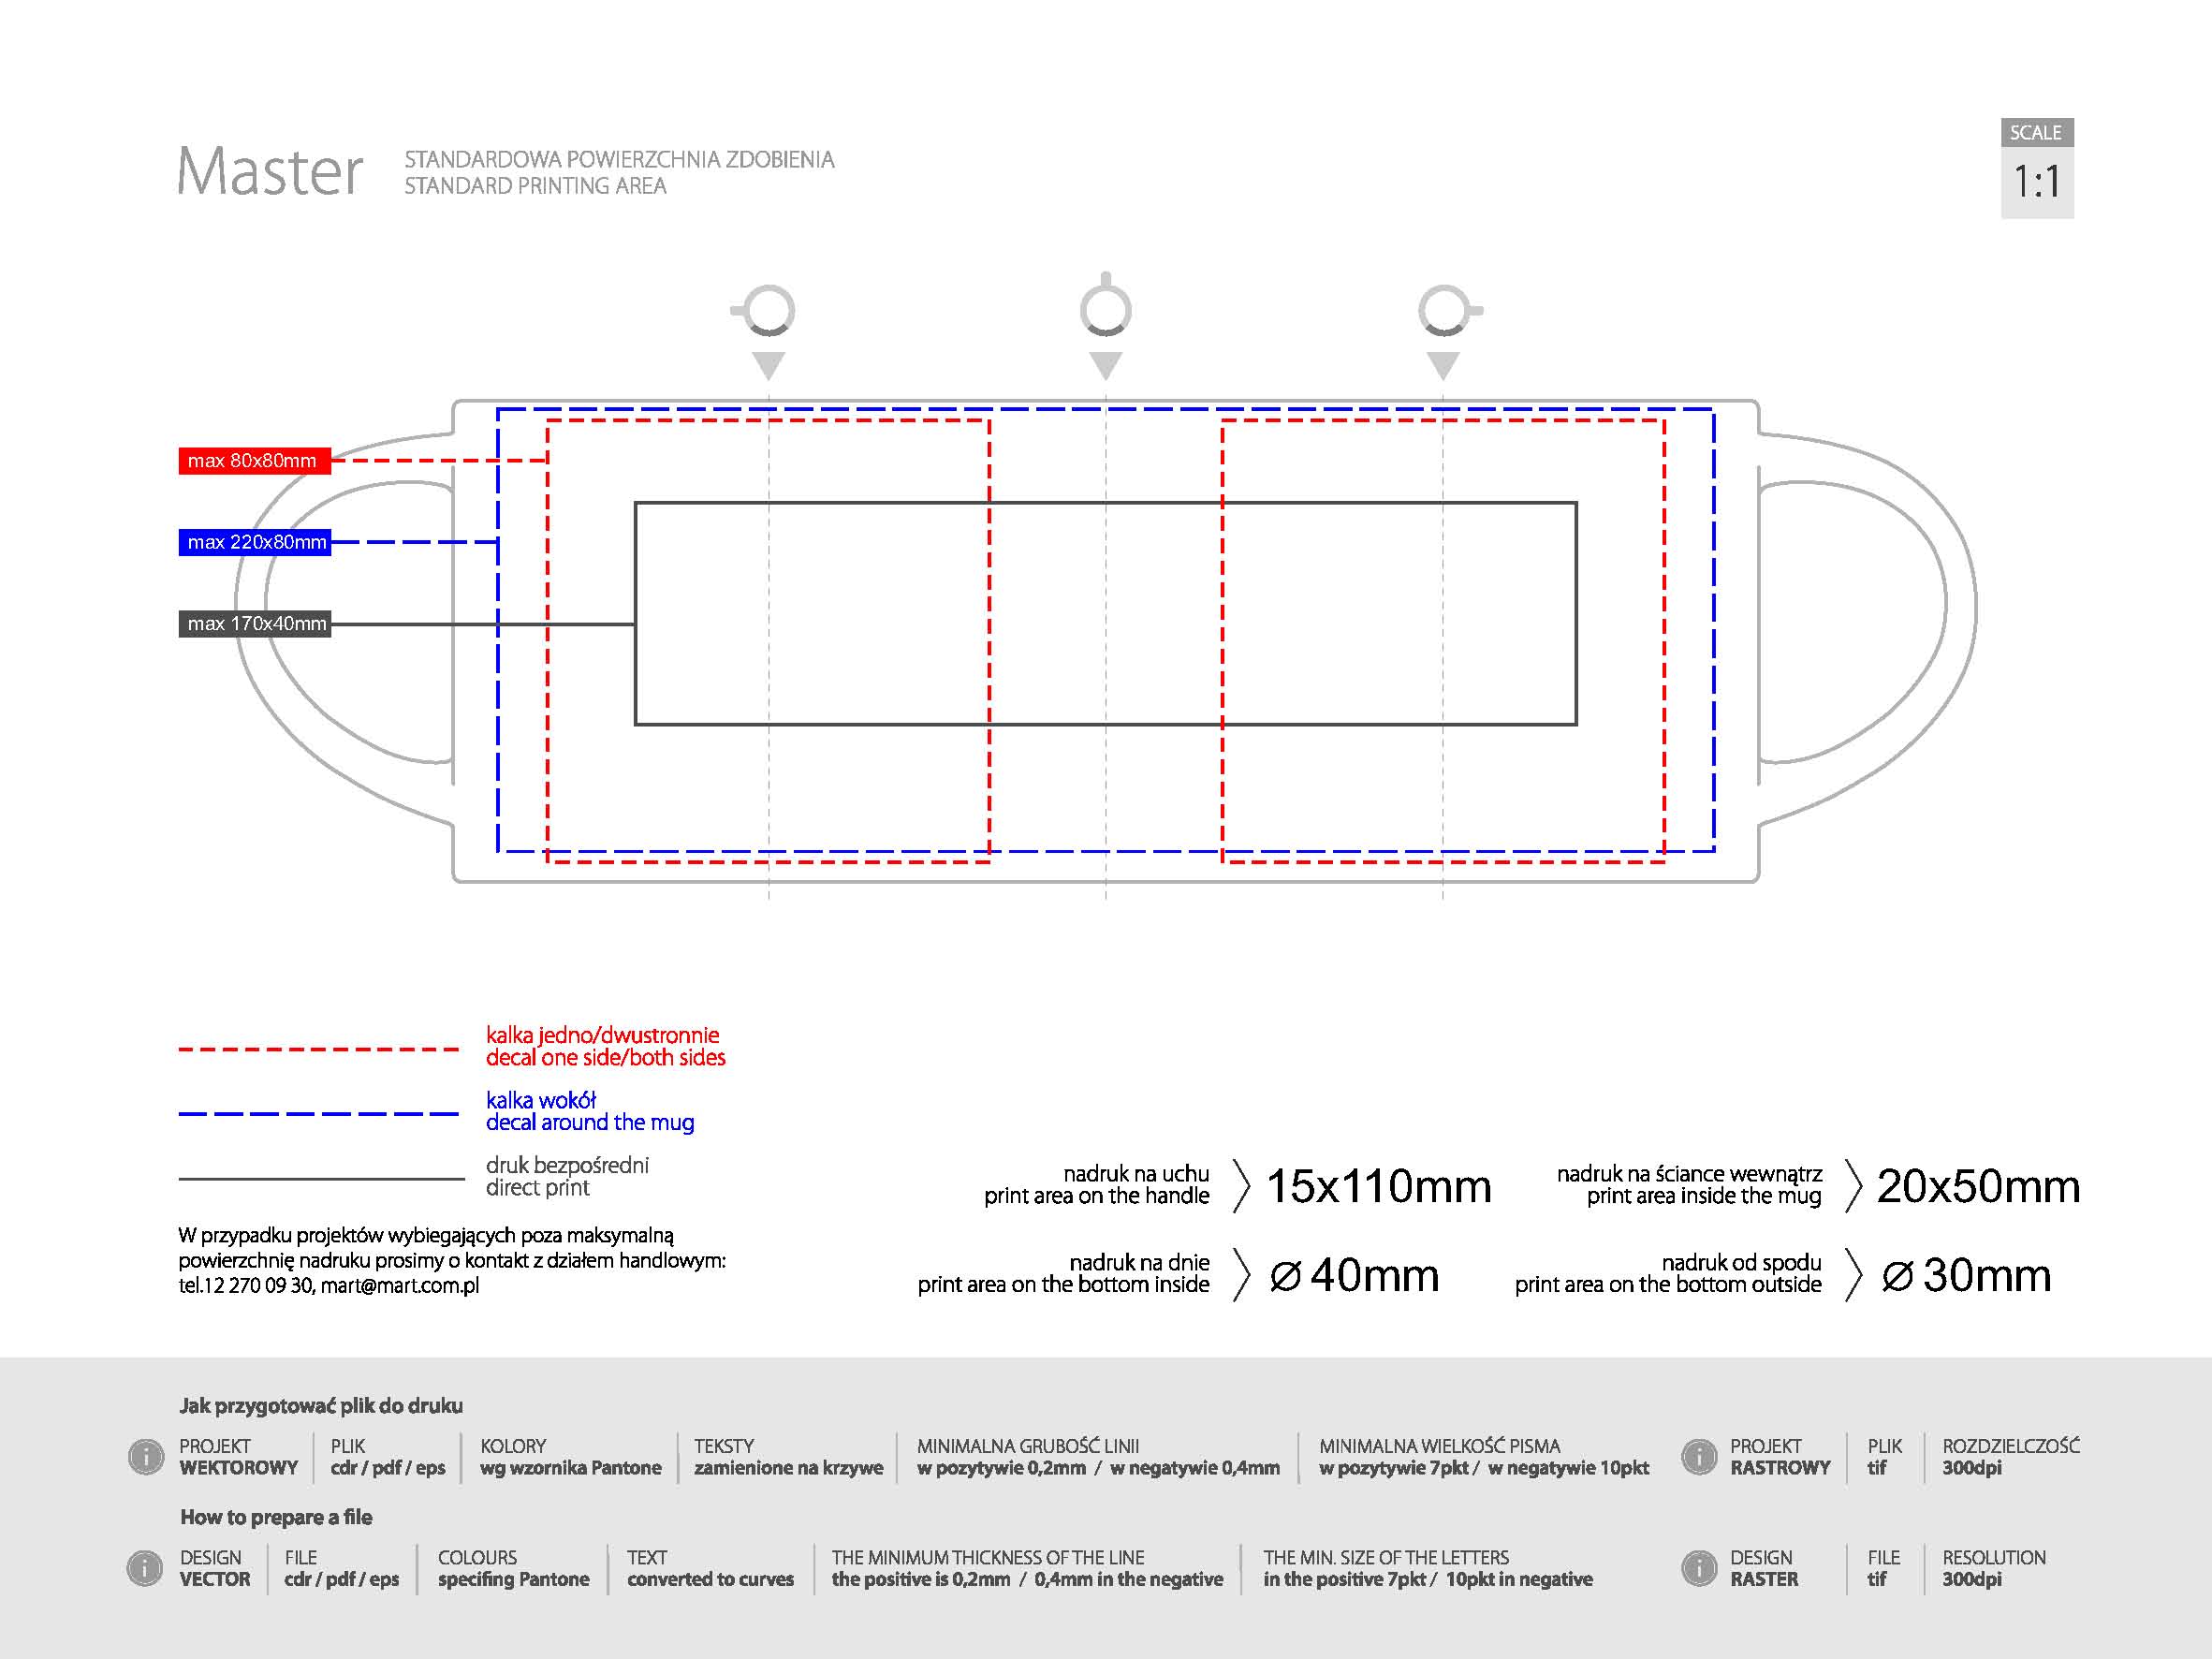 Master
STANDARDOWA POWIERZCHNIA ZDOBIENIA
STANDARD PRINTING AREA
SCALE
1:1
max 80x80mm
max 220x80mm
max 170x40mm
kalka jedno/dwustronnie
decal one side/both sides
kalka wokół
decal around the mug
druk bezpośredni
direct print
W przypadku projektów wybiegających poza maksymalną
powierzchnię nadruku prosimy o kontakt z działem handlowym:
tel.12 270 09 30, mart@mart.com.pl
nadruk na uchu
print area on the handle
15x110mm
nadruk na ściance wewnątrz
print area inside the mug
20x50mm
nadruk na dnie
print area on the bottom inside
⌀ 40mm
nadruk od spodu
print area on the bottom outside
⌀ 30mm
Jak przygotować plik do druku
i
PROJEKT
WEKTOROWY
PLIK
cdr / pdf / eps
KOLORY
wg wzornika Pantone
TEKSTY
zamienione na krzywe
MINIMALNA GRUBOŚĆ LINII
w pozytywie 0,2mm / w negatywie 0,4mm
MINIMALNA WIELKOŚĆ PISMA
w pozytywie 7pkt / w negatywie 10pkt
i
PROJEKT
RASTROWY
PLIK
tif
ROZDZIELCZOŚĆ
300dpi
How to prepare a file
i
DESIGN
VECTOR
FILE
cdr / pdf / eps
COLOURS
specifing Pantone
TEXT
converted to curves
THE MINIMUM THICKNESS OF THE LINE
the positive is 0,2mm / 0,4mm in the negative
THE MIN. SIZE OF THE LETTERS
in the positive 7pkt / 10pkt in negative
i
DESIGN
RASTER
FILE
tif
RESOLUTION
300dpi